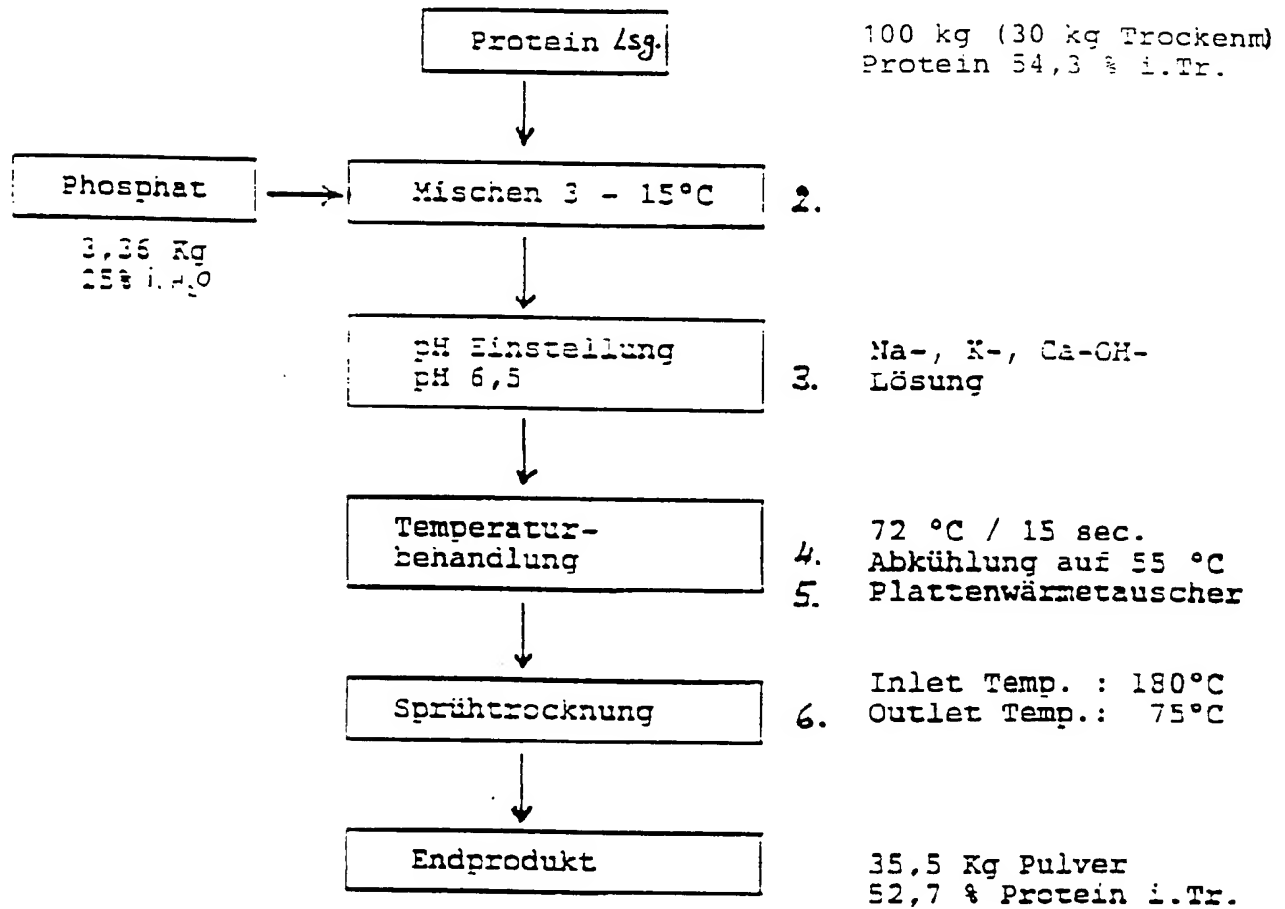 Protein Lsg.
100 kg (30 kg Trockenm)
Protein 54,3 % i.Tr.
Phosphat
3,36 Kg
25% i.H₂O
Mischen 3 - 15°C
2.
pH Einstellung
pH 6,5
3.
Na-, K-, Ca-OH-
Lösung
Temperatur-
behandlung
4.
5.
72 °C / 15 sec.
Abkühlung auf 55 °C
Plattenwärmetauscher
Sprühtrocknung
6.
Inlet Temp. : 180°C
Outlet Temp.: 75°C
Endprodukt
35,5 Kg Pulver
52,7 % Protein i.Tr.